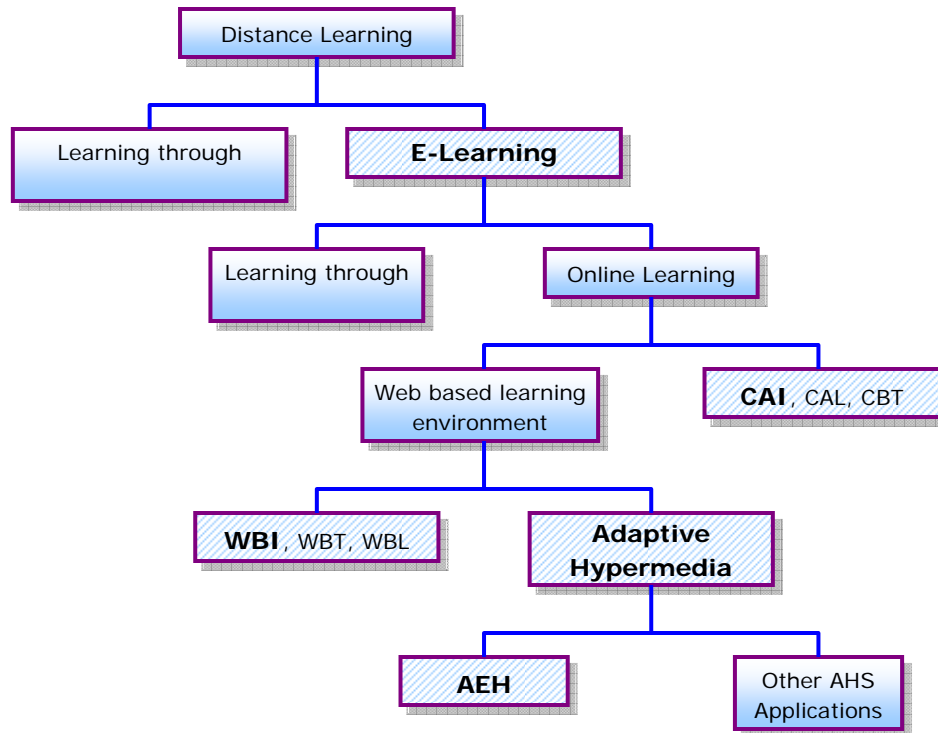 Distance Learning
Learning through
E-Learning
Learning through
Online Learning
Web based learning
environment
CAI, CAL, CBT
WBI, WBT, WBL
Adaptive
Hypermedia
AEH
Other AHS
Applications